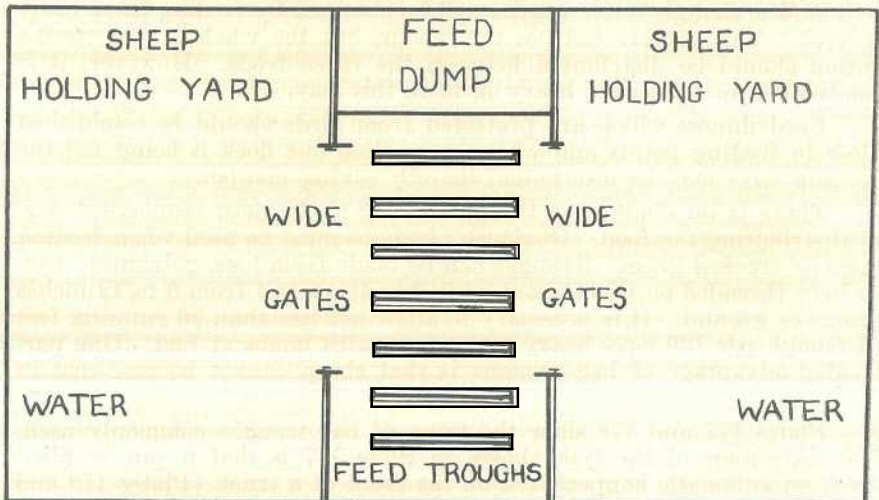 SHEEP
HOLDING YARD
FEED
DUMP
SHEEP
HOLDING YARD
WIDE
WIDE
GATES
GATES
WATER
WATER
FEED TROUGHS